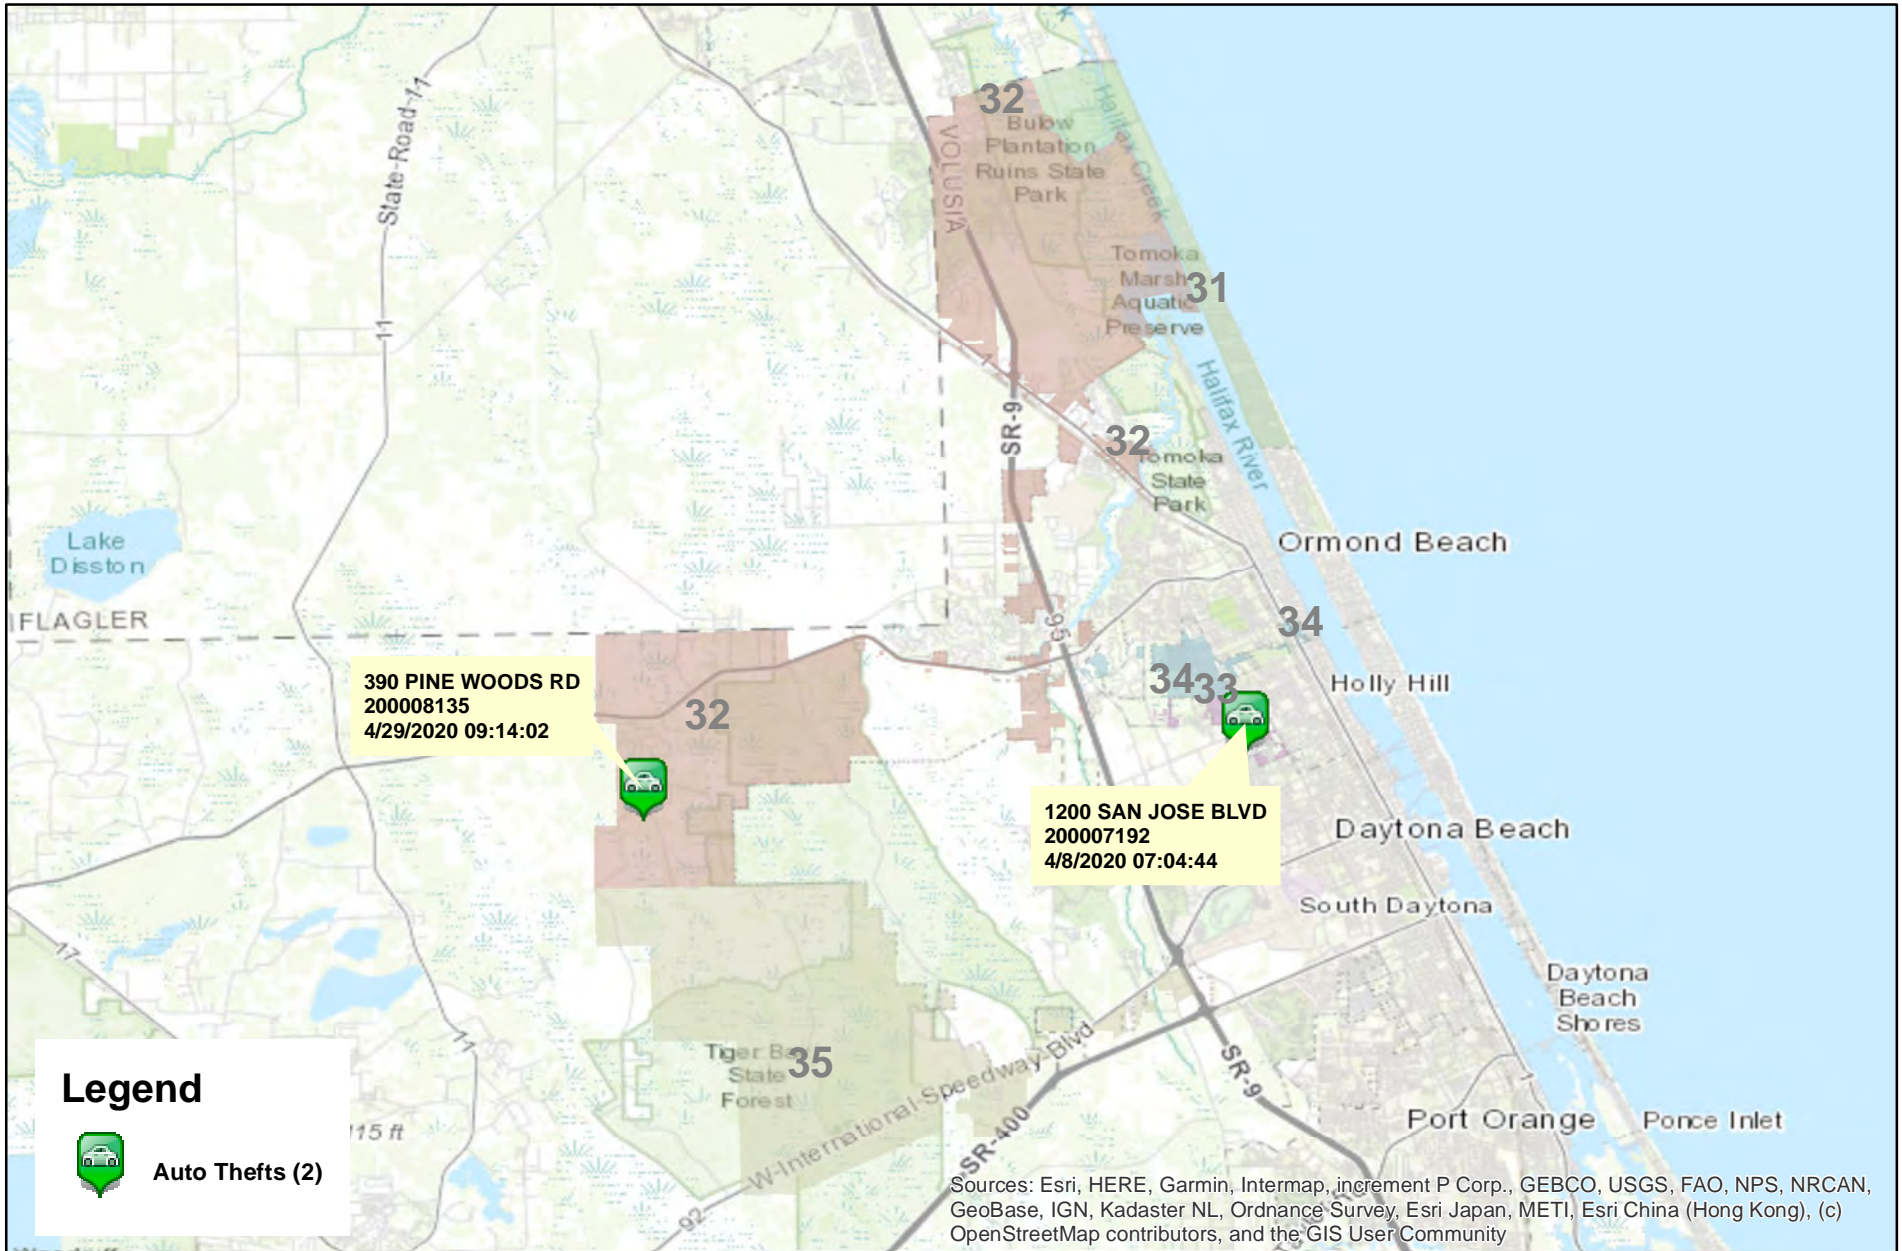 State-Road-11
11
Lake
Disston
FLAGLER
VOLUSIA
32
Bulow
Plantation
Ruins State
Park
Halifax Creek
Tomoka
Marsh
Aquatic
Preserve
31
Halifax River
SR-9
1
32
Tomoka
State
Park
Ormond Beach
95
34
34
33
Holly Hill
390 PINE WOODS RD
200008135
4/29/2020 09:14:02
32
1200 SAN JOSE BLVD
200007192
4/8/2020 07:04:44
Daytona Beach
South Daytona
Daytona
Beach
Shores
17
11
Tiger Bay
State
Forest
35
W-International-Speedway-Blvd
SR-400
SR-9
92
1
Port Orange
Ponce Inlet
115 ft
Legend
Auto Thefts (2)
Sources: Esri, HERE, Garmin, Intermap, increment P Corp., GEBCO, USGS, FAO, NPS, NRCAN,
GeoBase, IGN, Kadaster NL, Ordnance Survey, Esri Japan, METI, Esri China (Hong Kong), (c)
OpenStreetMap contributors, and the GIS User Community